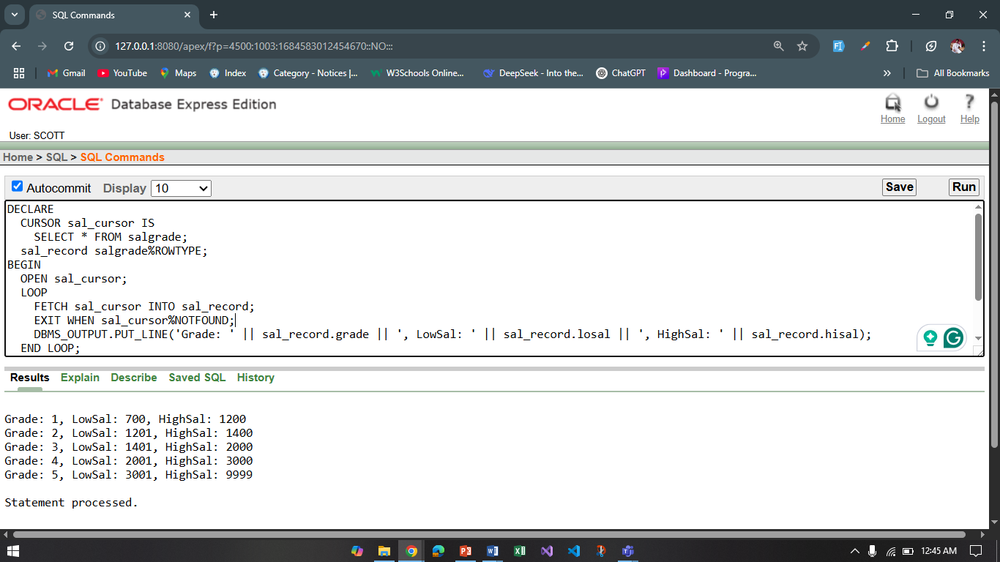 SQL Commands
127.0.0.1:8080/apex/f?p=4500:1003:1684583012454670::NO:::
Gmail YouTube Maps Index Category - Notices |... W3Schools Online... DeepSeek - Into the... ChatGPT Dashboard - Progra... » All Bookmarks
ORACLE Database Express Edition
Home Logout Help
User: SCOTT
Home > SQL > SQL Commands
Autocommit Display 10 Save Run
DECLARE
CURSOR sal_cursor IS
SELECT * FROM salgrade;
sal_record salgrade%ROWTYPE;
BEGIN
OPEN sal_cursor;
LOOP
FETCH sal_cursor INTO sal_record;
EXIT WHEN sal_cursor%NOTFOUND;
DBMS_OUTPUT.PUT_LINE('Grade: ' || sal_record.grade || ', LowSal: ' || sal_record.losal || ', HighSal: ' || sal_record.hisal);
END LOOP;
Results Explain Describe Saved SQL History
Grade: 1, LowSal: 700, HighSal: 1200
Grade: 2, LowSal: 1201, HighSal: 1400
Grade: 3, LowSal: 1401, HighSal: 2000
Grade: 4, LowSal: 2001, HighSal: 3000
Grade: 5, LowSal: 3001, HighSal: 9999
Statement processed.
12:45 AM